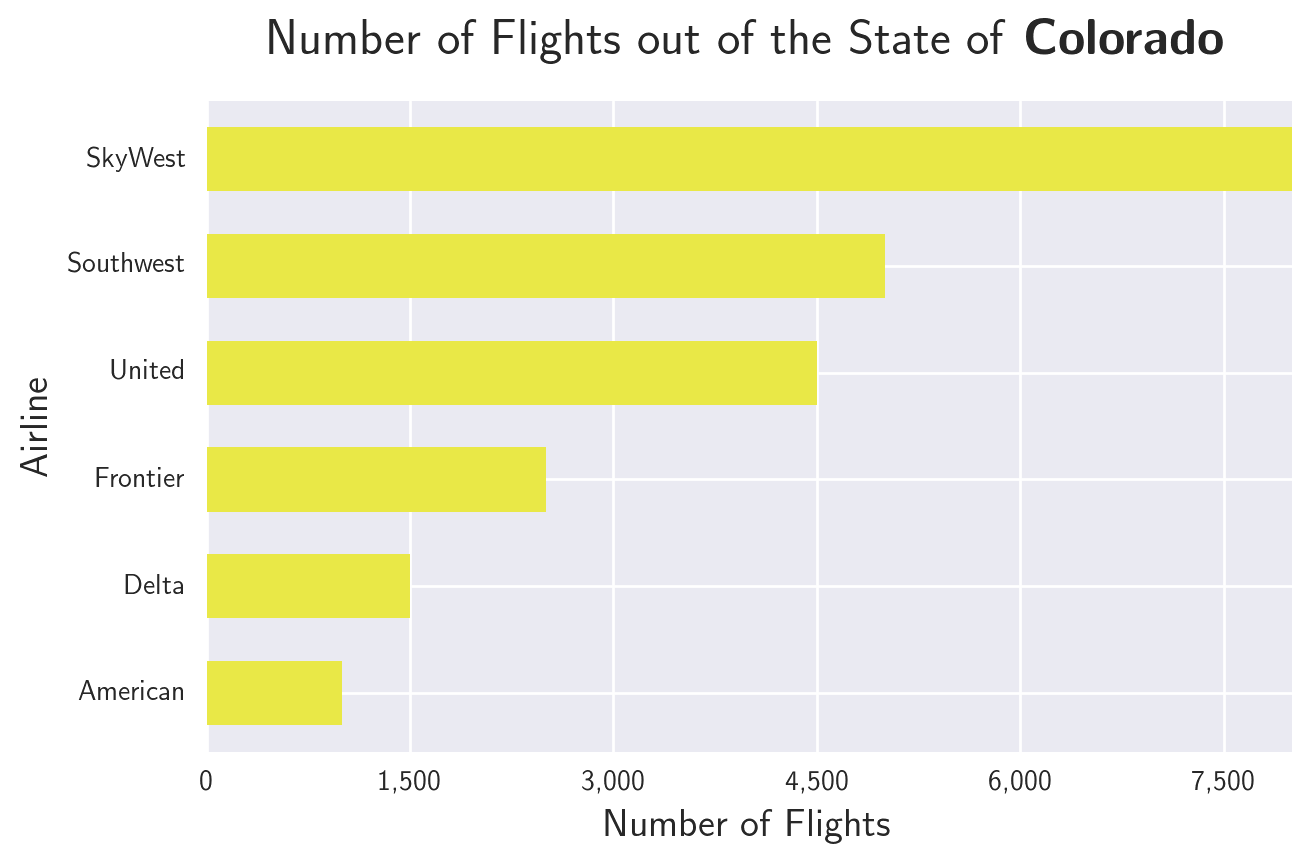 Number of Flights out of the State of Colorado
SkyWest
Southwest
United
Frontier
Delta
American
Airline
0 1,500 3,000 4,500 6,000 7,500
Number of Flights